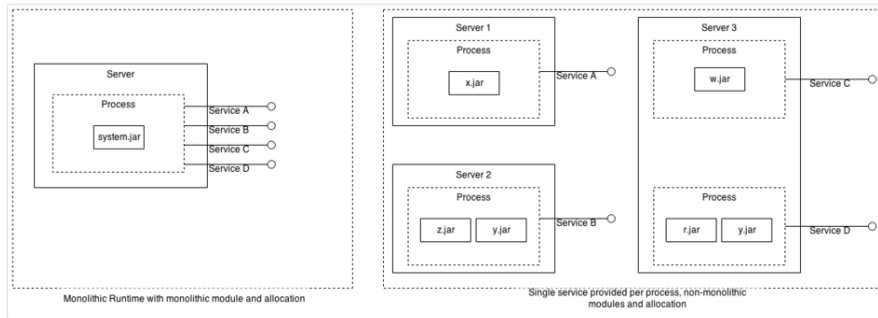 Server
Process
system.jar
Service A
Service B
Service C
Service D
Monolithic Runtime with monolithic module and allocation
Server 1
Process
x.jar
Service A
Server 2
Process
z.jar
y.jar
Service B
Server 3
Process
w.jar
Service C
Process
r.jar
y.jar
Service D
Single service provided per process, non-monolithic
modules and allocation